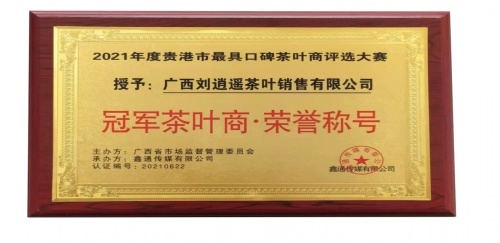 2021年度贵港市最具口碑茶叶商评选大赛
授予：广西刘逍遥茶叶销售有限公司
冠军茶叶商·荣誉称号
主办方：广西省市场监督管理委员会
承办方：鑫通传媒有限公司
认证编号：20210622
鑫通传媒有限公司